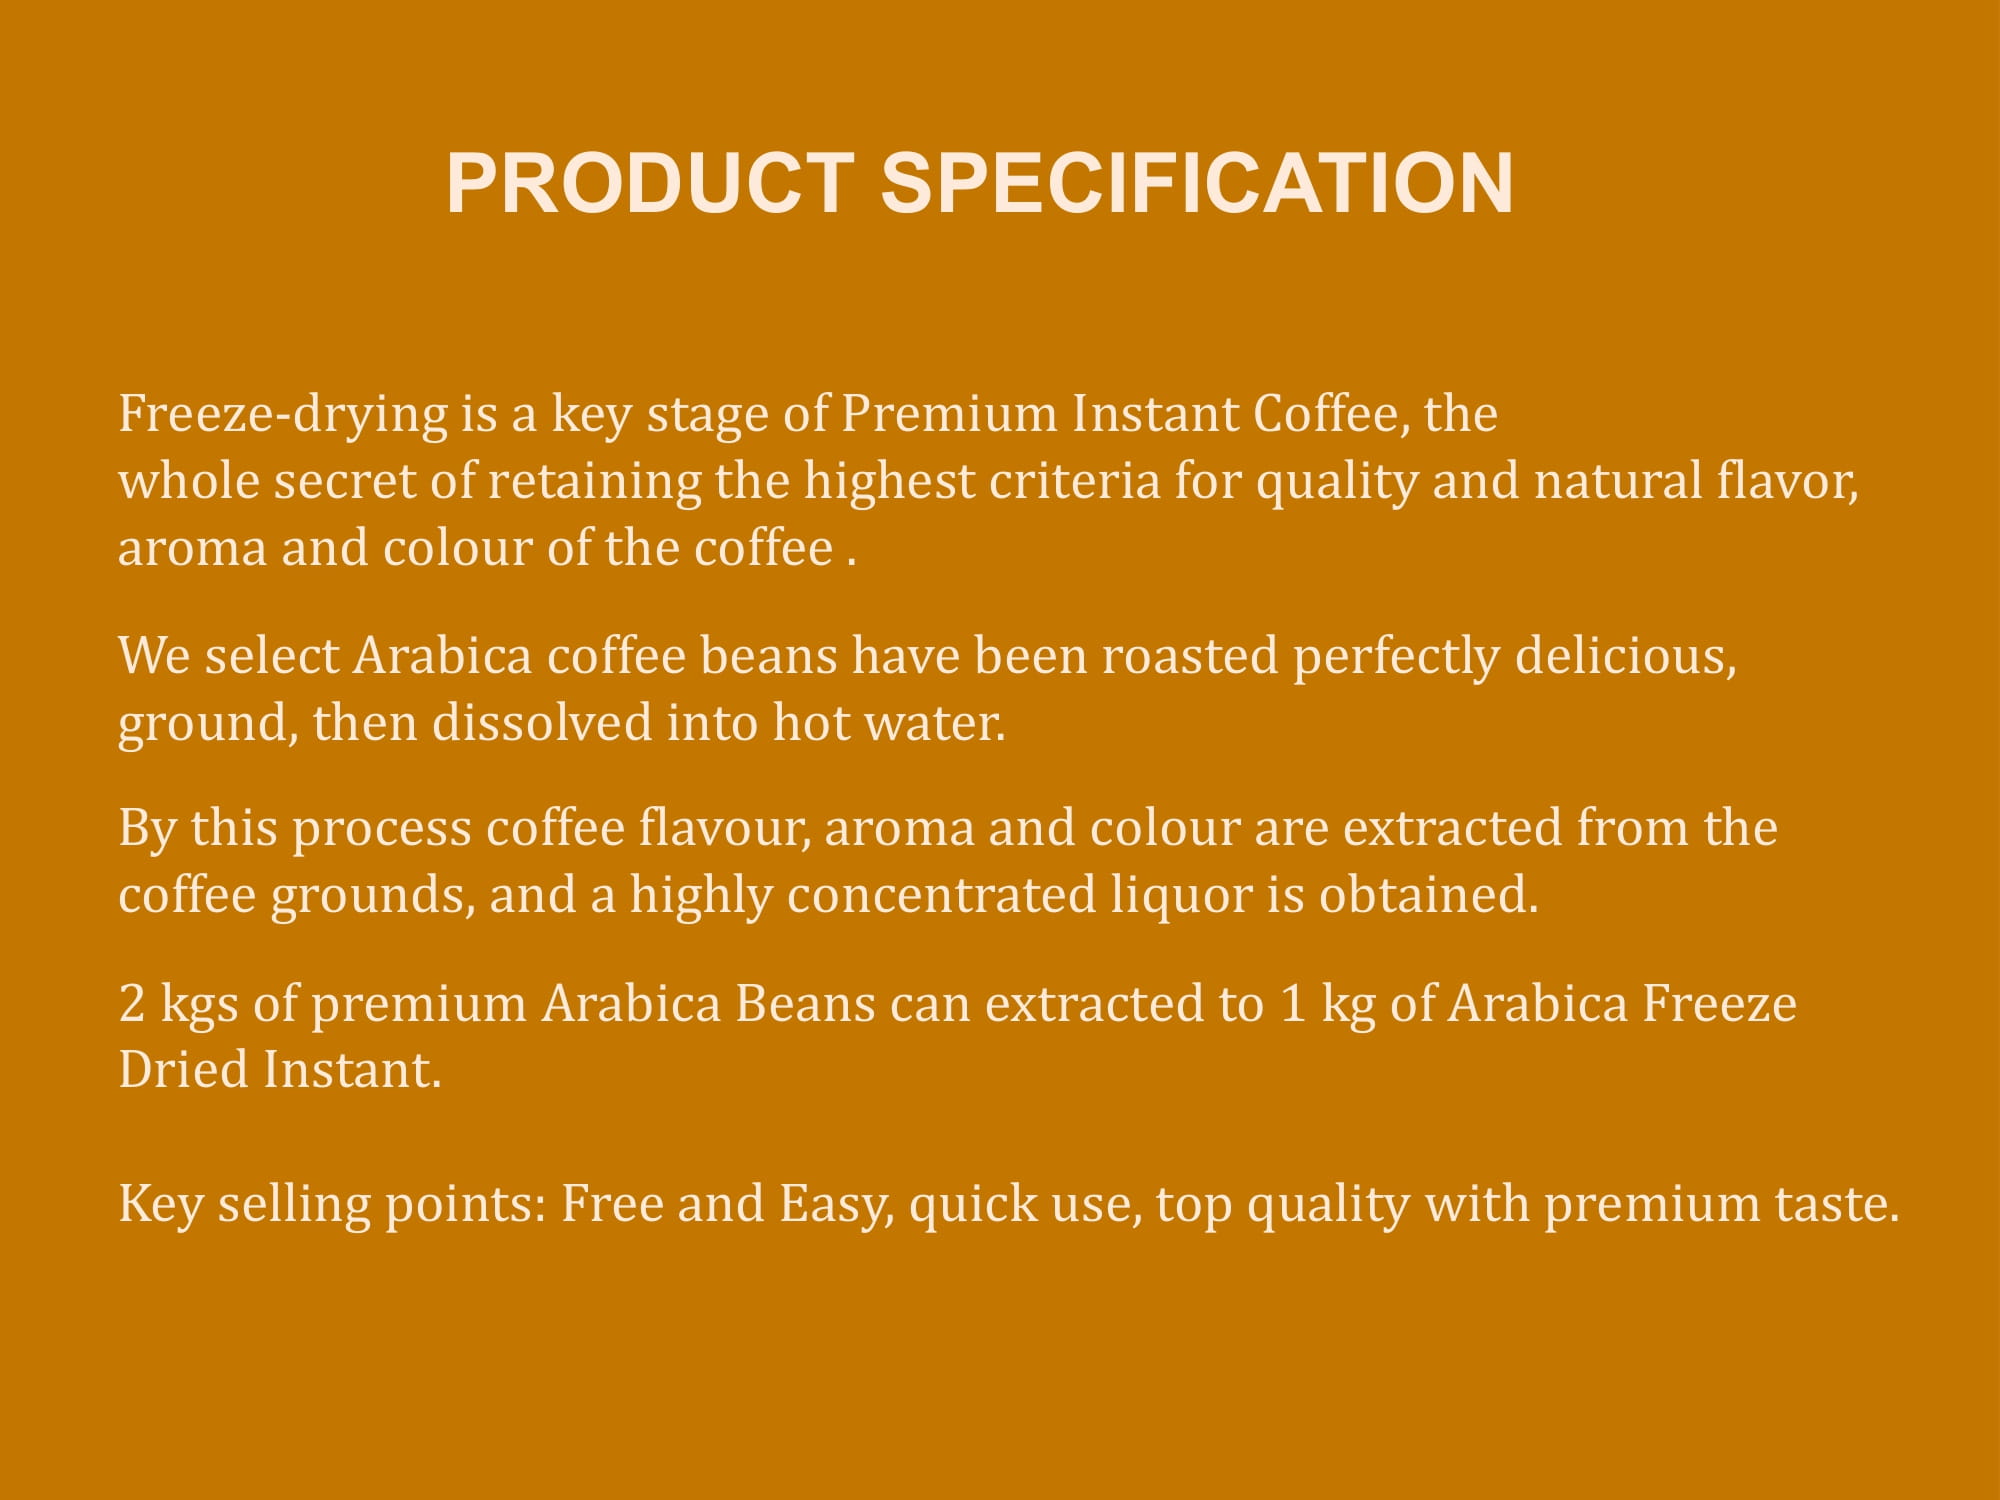 PRODUCT SPECIFICATION
Freeze-drying is a key stage of Premium Instant Coffee, the
whole secret of retaining the highest criteria for quality and natural flavor,
aroma and colour of the coffee .
We select Arabica coffee beans have been roasted perfectly delicious,
ground, then dissolved into hot water.
By this process coffee flavour, aroma and colour are extracted from the
coffee grounds, and a highly concentrated liquor is obtained.
2 kgs of premium Arabica Beans can extracted to 1 kg of Arabica Freeze
Dried Instant.
Key selling points: Free and Easy, quick use, top quality with premium taste.